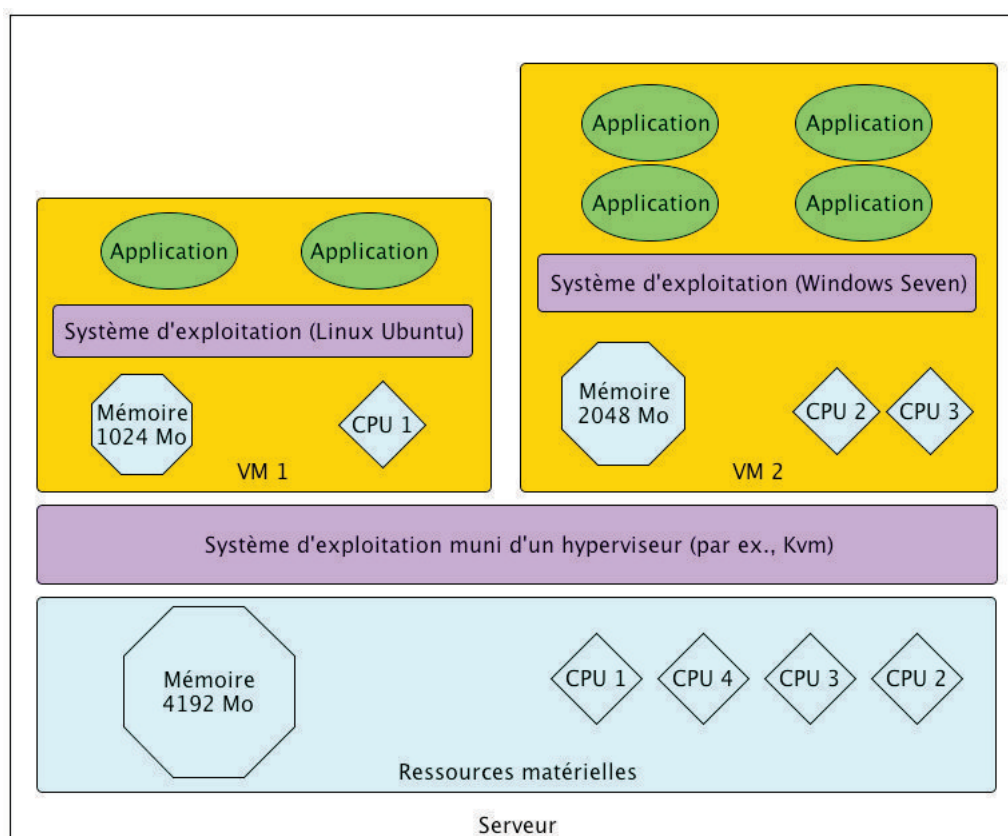 Application
Application
Système d'exploitation (Linux Ubuntu)
Mémoire
1024 Mo
CPU 1
VM 1
Application
Application
Application
Application
Système d'exploitation (Windows Seven)
Mémoire
2048 Mo
CPU 2
CPU 3
VM 2
Système d'exploitation muni d'un hyperviseur (par ex., Kvm)
Mémoire
4192 Mo
CPU 1
CPU 4
CPU 3
CPU 2
Ressources matérielles
Serveur